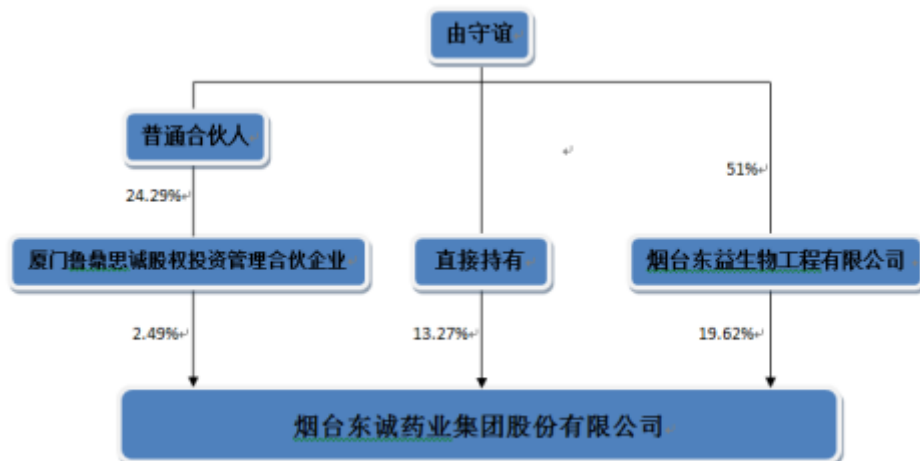 由守谊
普通合伙人
24.29%
51%
厦门鲁鼎思诚股权投资管理合伙企业
直接持有
烟台东益生物工程有限公司
2.49%
13.27%
19.62%
烟台东诚药业集团股份有限公司